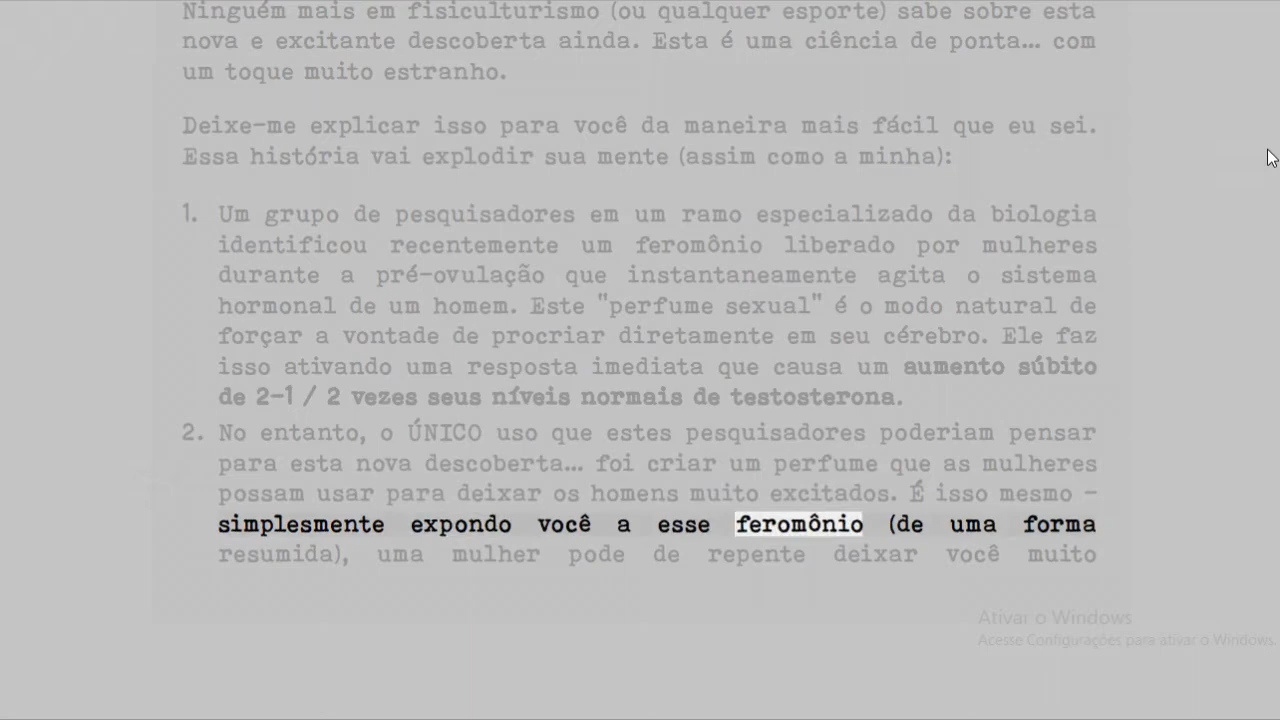 Ninguém mais em fisiculturismo (ou qualquer esporte) sabe sobre esta
nova e excitante descoberta ainda. Esta é uma ciência de ponta... com
um toque muito estranho.
Deixe-me explicar isso para você da maneira mais fácil que eu sei.
Essa história vai explodir sua mente (assim como a minha):
1. Um grupo de pesquisadores em um ramo especializado da biologia
identificou recentemente um feromônio liberado por mulheres
durante a pré-ovulação que instantaneamente agita o sistema
hormonal de um homem. Este "perfume sexual" é o modo natural de
forçar a vontade de procriar diretamente em seu cérebro. Ele faz
isso ativando uma resposta imediata que causa um aumento súbito
de 2-1 / 2 vezes seus níveis normais de testosterona.
2. No entanto, o ÚNICO uso que estes pesquisadores poderiam pensar
para esta nova descoberta... foi criar um perfume que as mulheres
possam usar para deixar os homens muito excitados. É isso mesmo -
simplesmente expondo você a esse feromônio (de uma forma
resumida), uma mulher pode de repente deixar você muito
Ativar o Windows
Acesse Configurações para ativar o Windows.